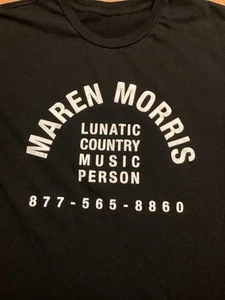 MAREN MORRIS
LUNATIC
COUNTRY
MUSIC
PERSON
877-565-8860